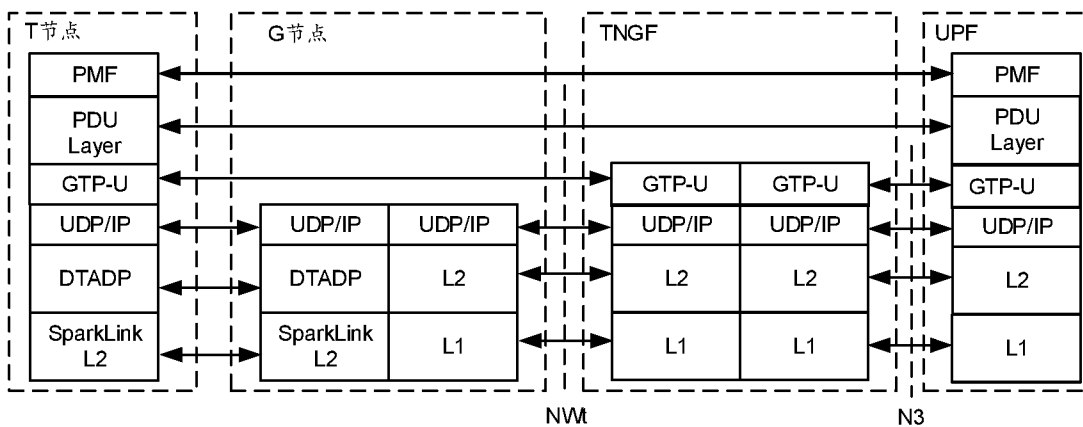 T节点
G节点
TNGF
UPF
PMF
PMF
PDU
Layer
PDU
Layer
GTP-U
GTP-U
GTP-U
GTP-U
UDP/IP
UDP/IP
UDP/IP
UDP/IP
UDP/IP
UDP/IP
DTADP
DTADP
L2
L2
L2
L2
SparkLink
L2
SparkLink
L2
L1
L1
L1
L1
NWt
N3